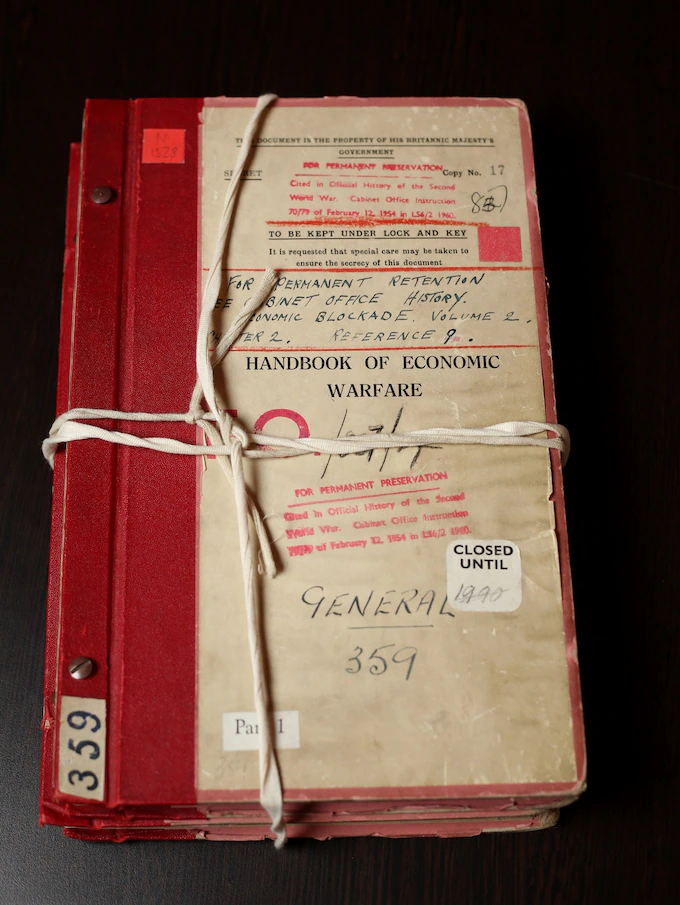 DOCUMENT IS THE PROPERTY OF HIS BRITANNIC MAJESTY'S
GOVERNMENT
FOR PERMANENT PRESERVATION
SECRET Copy No. 17
Cited in Official History of the Second
World War. Cabinet Office Instruction
70/79 of February 12, 1954 in LS6/2 1960.
TO BE KEPT UNDER LOCK AND KEY
It is requested that special care may be taken to
ensure the secrecy of this document
FOR PERMANENT RETENTION
CABINET OFFICE HISTORY.
ECONOMIC BLOCKADE. VOLUME 2.
2. REFERENCE 9.
HANDBOOK OF ECONOMIC
WARFARE
FOR PERMANENT PRESERVATION
Cited in Official History of the Second
World War. Cabinet Office Instruction
of February 12, 1954 in LS6/2 1960.
CLOSED
UNTIL
1990
GENERAL
359
Part 1
359